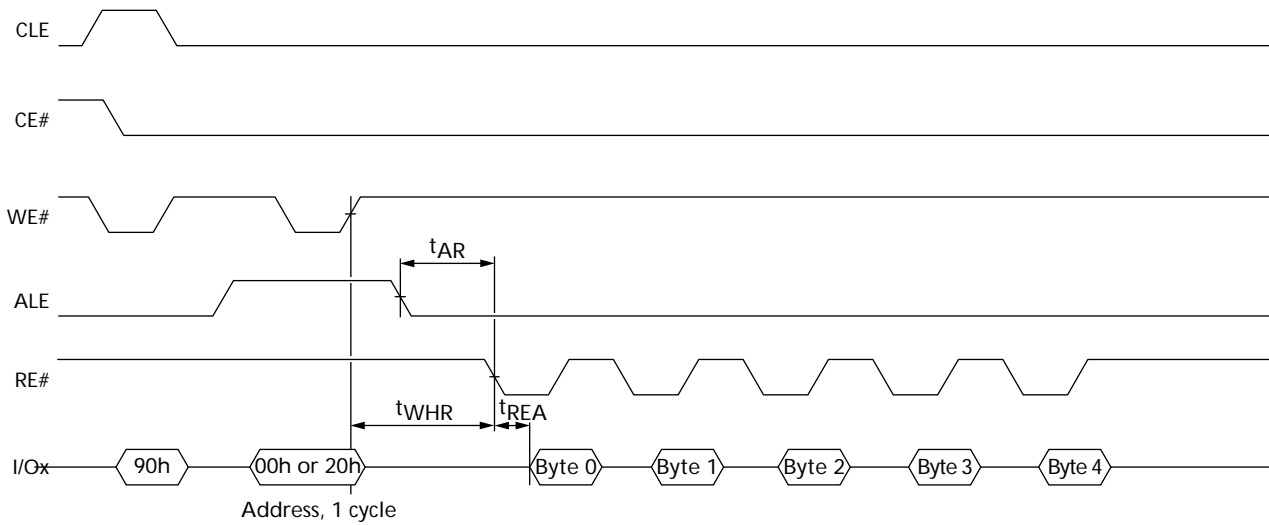 CLE
CE#
WE#
tAR
ALE
RE#
tWHR tREA
I/Ox 90h 00h or 20h Byte 0 Byte 1 Byte 2 Byte 3 Byte 4
Address, 1 cycle